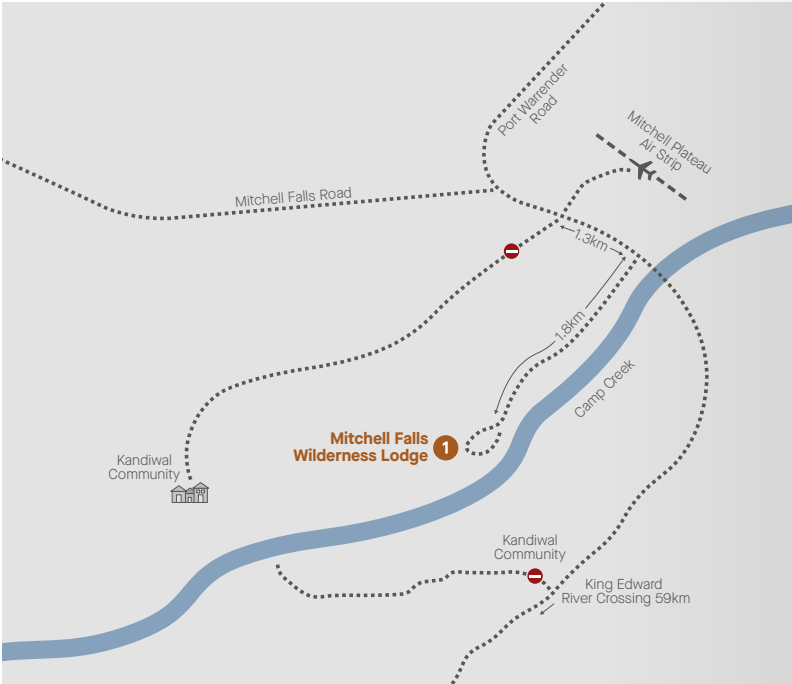 Port Warrender
Road
Mitchell Plateau
Air Strip
Mitchell Falls Road
1.3km
1.8km
Camp Creek
Mitchell Falls
Wilderness Lodge
1
Kandiwal
Community
Kandiwal
Community
King Edward
River Crossing 59km